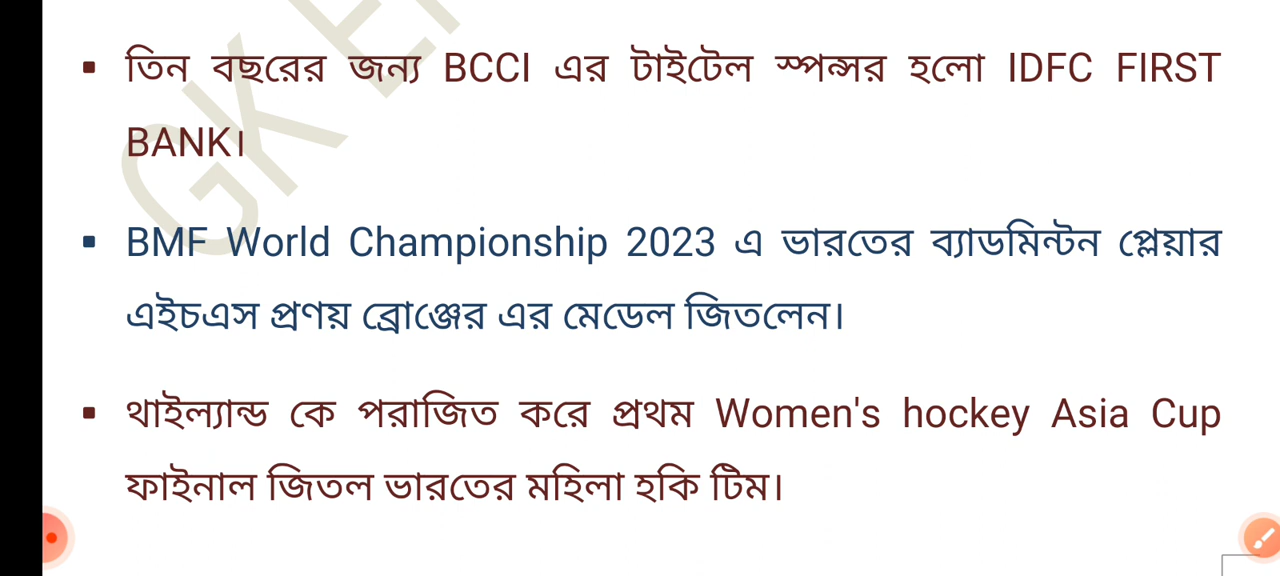 GK E
▪ তিন বছরের জন্য BCCI এর টাইটেল স্পন্সর হলো IDFC FIRST
BANK।
▪ BMF World Championship 2023 এ ভারতের ব্যাডমিন্টন প্লেয়ার
এইচএস প্রণয় ব্রোঞ্জের এর মেডেল জিতলেন।
▪ থাইল্যান্ড কে পরাজিত করে প্রথম Women's hockey Asia Cup
ফাইনাল জিতল ভারতের মহিলা হকি টিম।